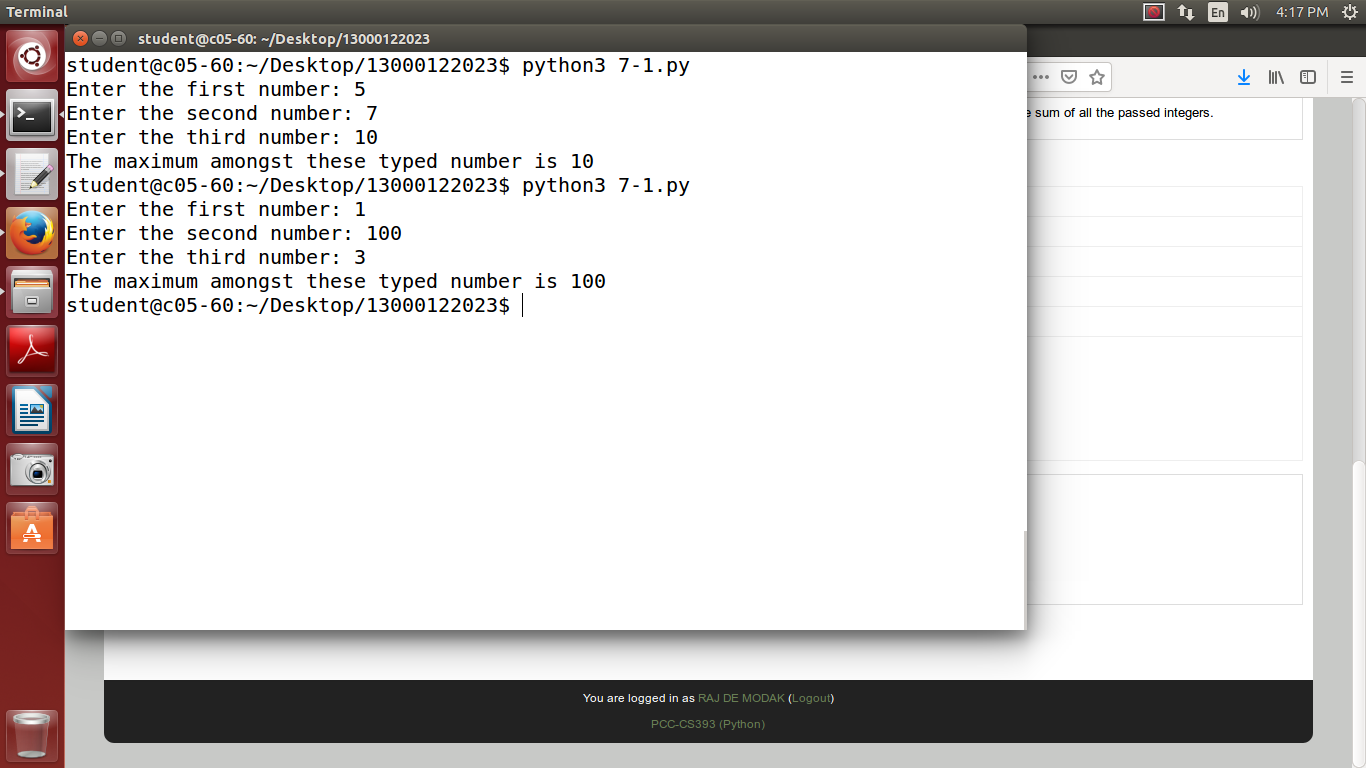 Terminal
En
4:17 PM
student@c05-60: ~/Desktop/13000122023
student@c05-60:~/Desktop/13000122023$ python3 7-1.py
Enter the first number: 5
Enter the second number: 7
Enter the third number: 10
The maximum amongst these typed number is 10
student@c05-60:~/Desktop/13000122023$ python3 7-1.py
Enter the first number: 1
Enter the second number: 100
Enter the third number: 3
The maximum amongst these typed number is 100
student@c05-60:~/Desktop/13000122023$
sum of all the passed integers.
You are logged in as RAJ DE MODAK (Logout)
PCC-CS393 (Python)